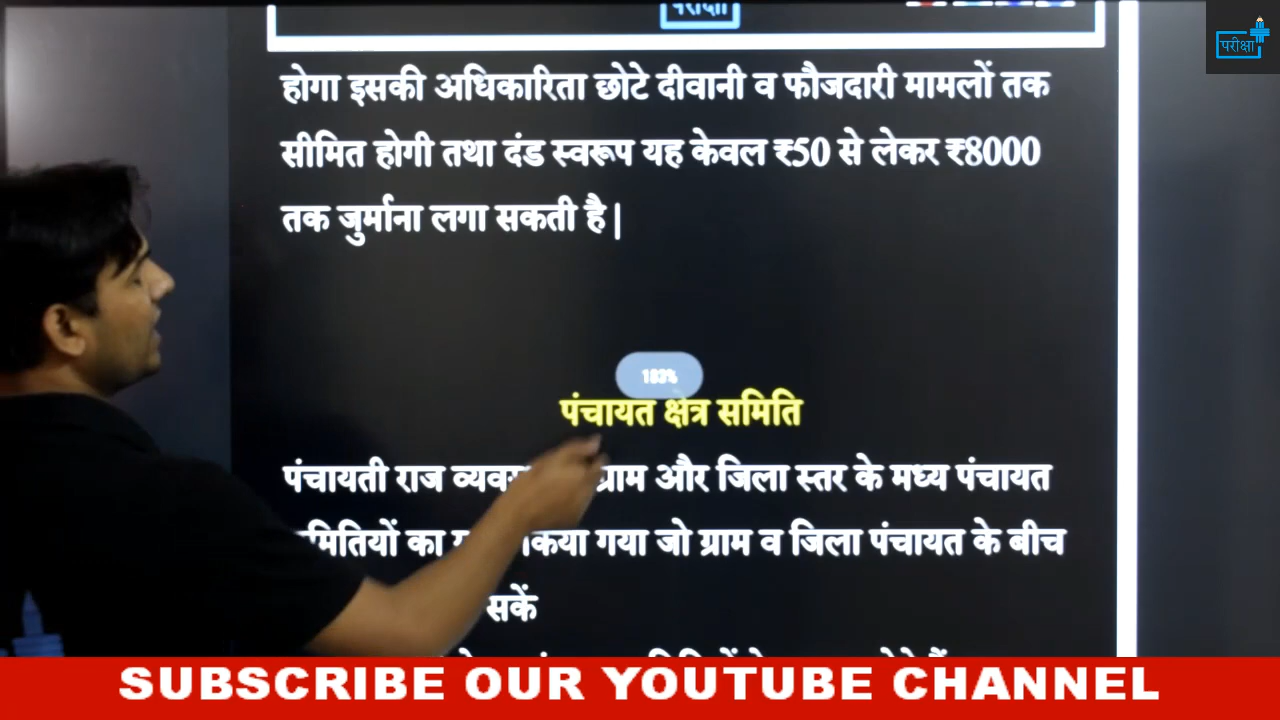 परीक्षा
परीक्षा
होगा इसकी अधिकारिता छोटे दीवानी व फौजदारी मामलों तक
सीमित होगी तथा दंड स्वरूप यह केवल ₹50 से लेकर ₹8000
तक जुर्माना लगा सकती है |
183%
पंचायत क्षेत्र समिति
पंचायती राज ग्राम और जिला स्तर के मध्य पंचायत
का किया गया जो ग्राम व जिला पंचायत के बीच
सकें
SUBSCRIBE OUR YOUTUBE CHANNEL